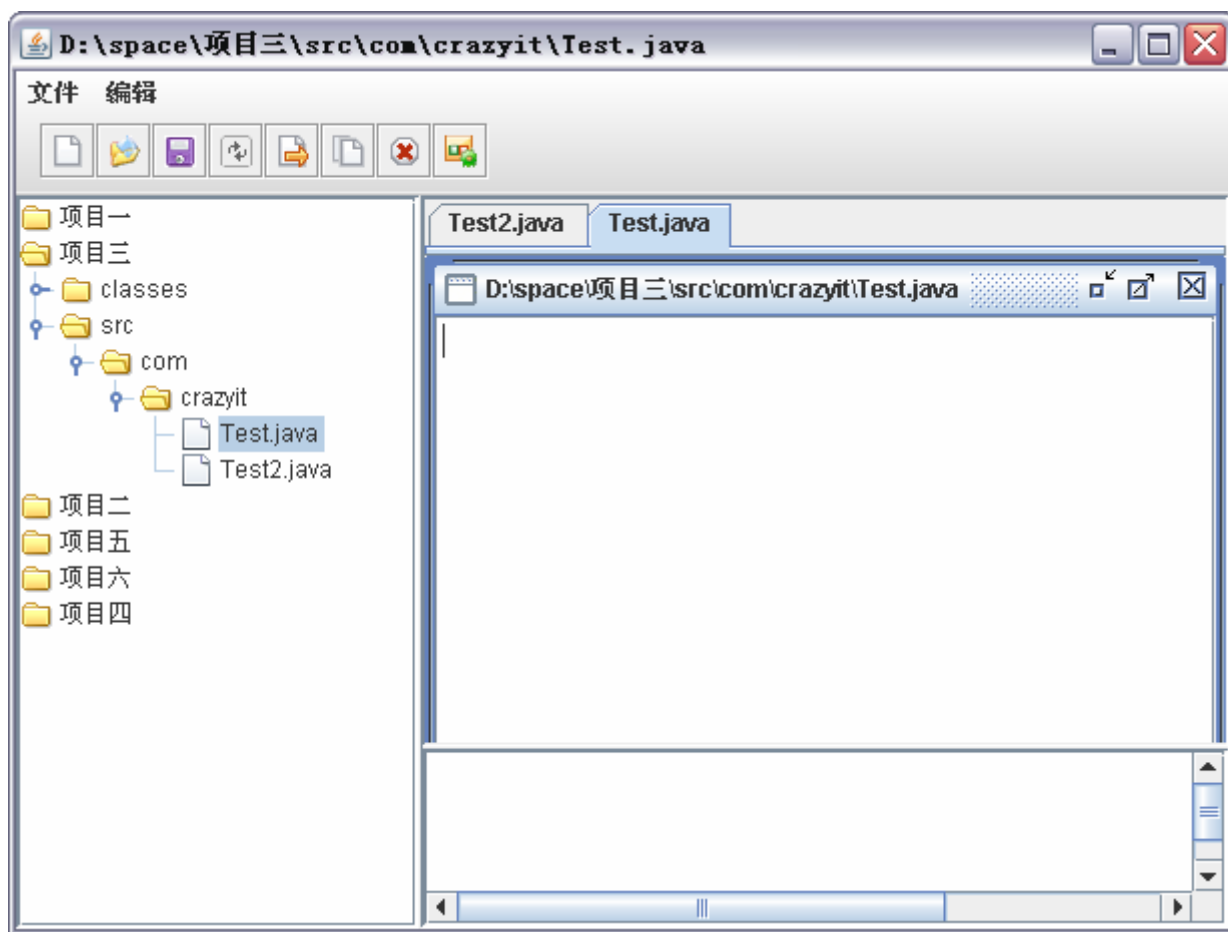 D:\space\项目三\src\com\crazyit\Test.java
文件 编辑
项目一
项目三
classes
src
com
crazyit
Test.java
Test2.java
项目二
项目五
项目六
项目四
Test2.java Test.java
D:\space\项目三\src\com\crazyit\Test.java